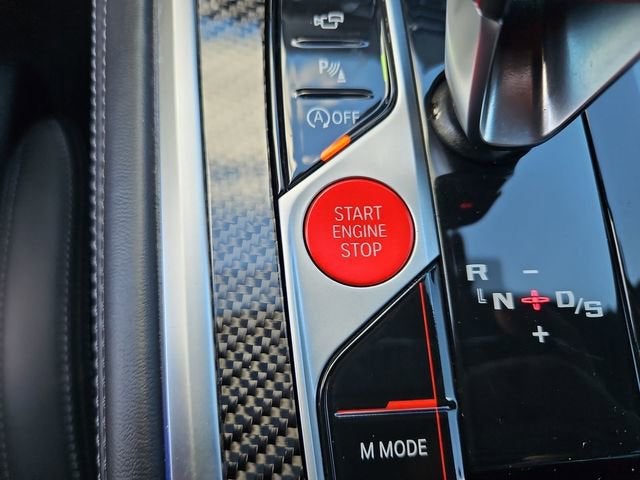 P
A OFF
START
ENGINE
STOP
R –
N D/S
+
M MODE